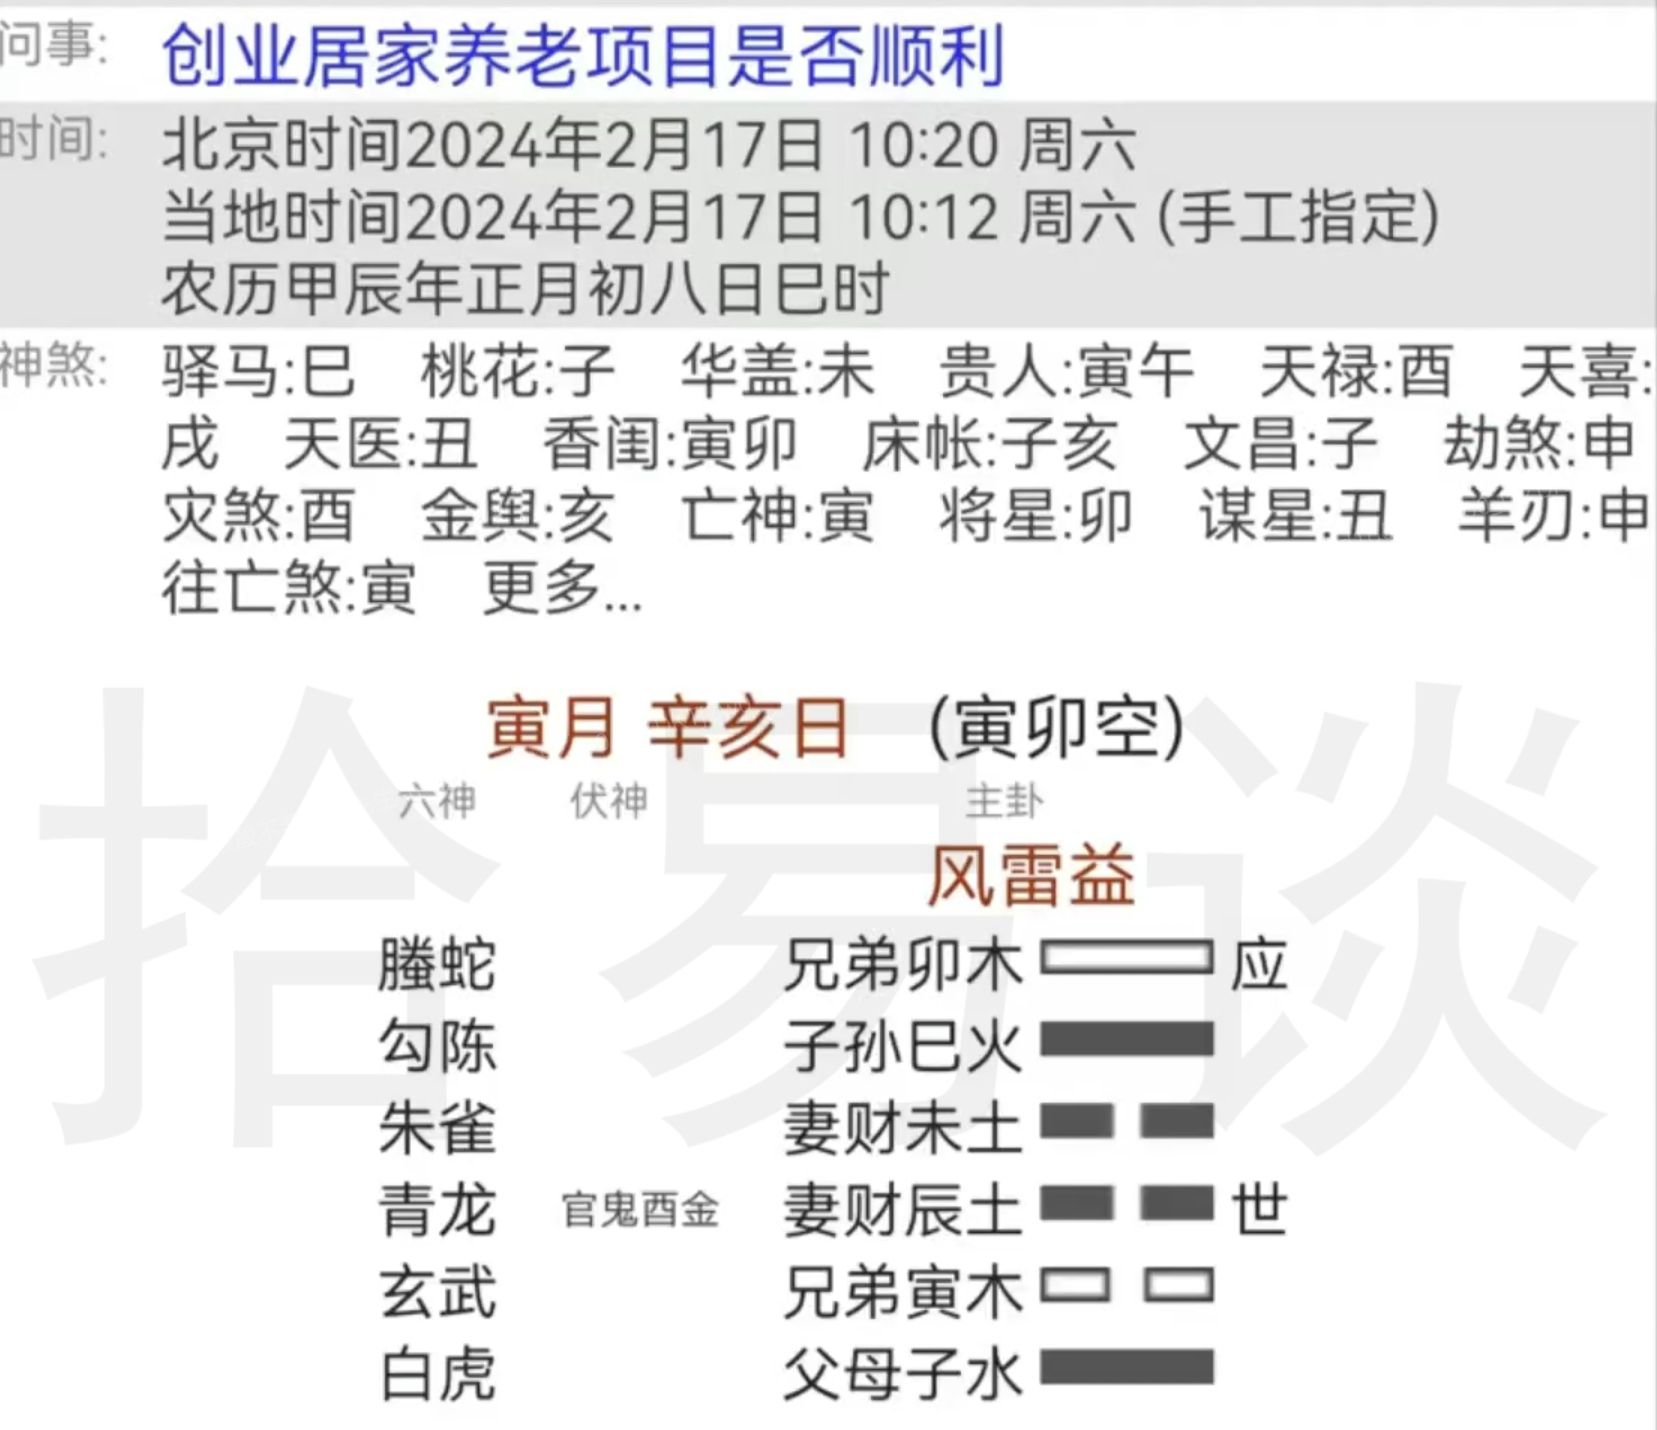 问事: 创业居家养老项目是否顺利
时间: 北京时间2024年2月17日 10:20 周六
当地时间2024年2月17日 10:12 周六 (手工指定)
农历甲辰年正月初八日巳时
神煞: 驿马:巳 桃花:子 华盖:未 贵人:寅午 天禄:酉 天喜:
戌 天医:丑 香闺:寅卯 床帐:子亥 文昌:子 劫煞:申
灾煞:酉 金舆:亥 亡神:寅 将星:卯 谋星:丑 羊刃:申
往亡煞:寅 更多...
寅月 辛亥日 (寅卯空)
六神 伏神 主卦
风雷益
螣蛇 兄弟卯木 应
勾陈 子孙巳火
朱雀 妻财未土
青龙 官鬼酉金 妻财辰土 世
玄武 兄弟寅木
白虎 父母子水
拾易谈